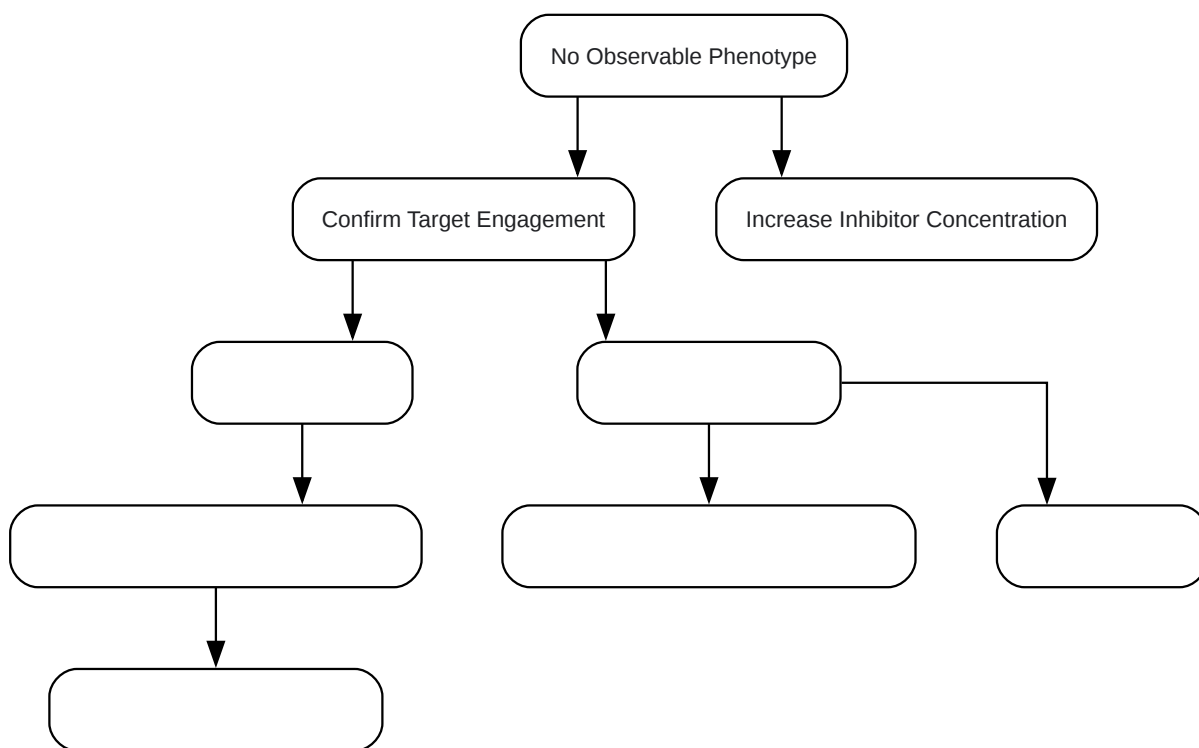 No Observable Phenotype
Confirm Target Engagement
Increase Inhibitor Concentration